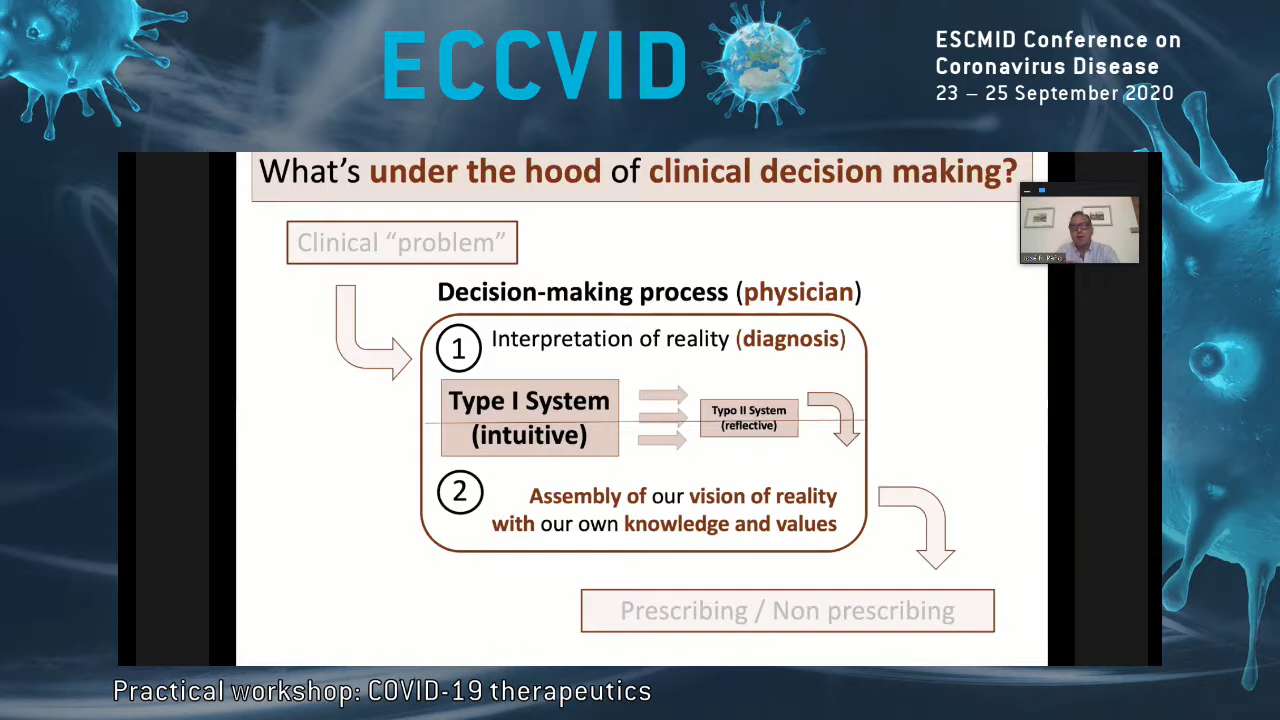 ECCVID
ESCMID Conference on
Coronavirus Disease
23 – 25 September 2020
What's under the hood of clinical decision making?
Clinical “problem”
Decision-making process (physician)
1 Interpretation of reality (diagnosis)
Type I System
(intuitive)
Typo II System
(reflective)
2 Assembly of our vision of reality
with our own knowledge and values
Prescribing / Non prescribing
Practical workshop: COVID-19 therapeutics